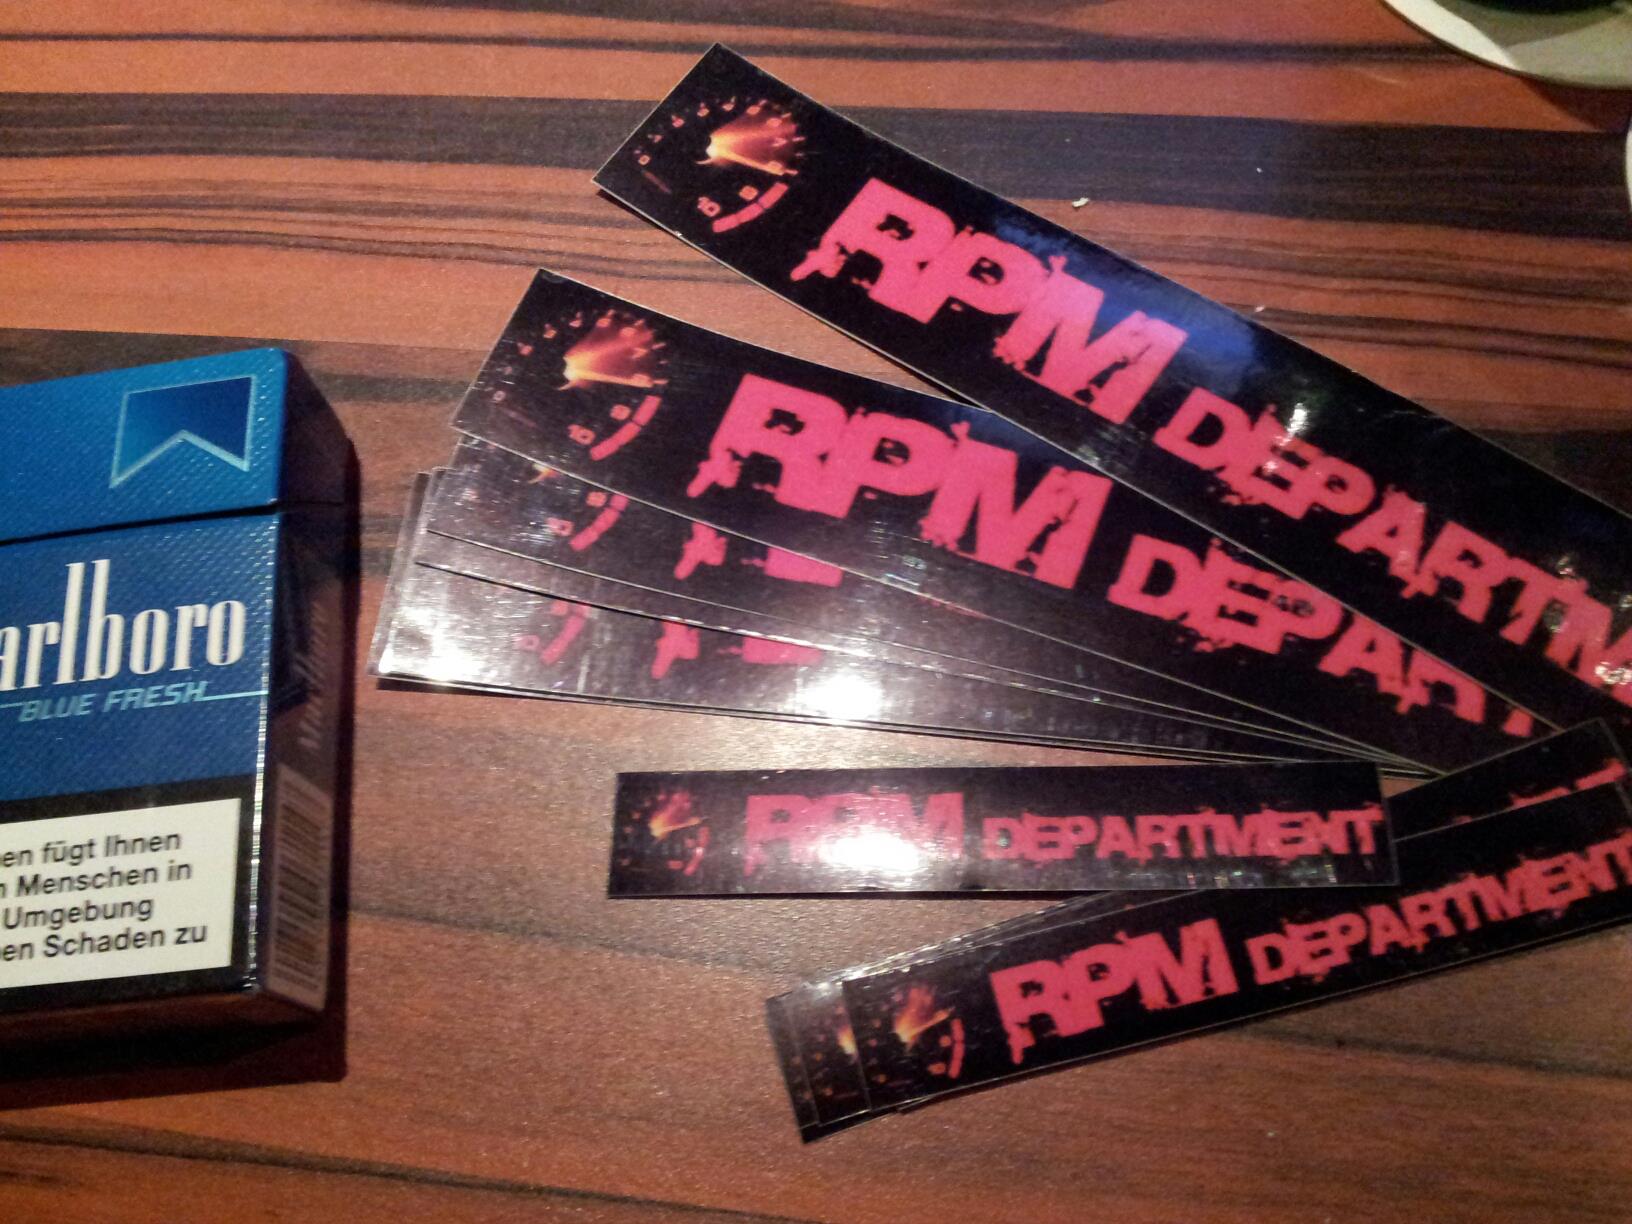 RPM DEPARTM
RPM DEPART
RPM DEPARTMENT
RPM DEPARTMENT
arlboro
BLUE FRESH
en fügt Ihnen
n Menschen in
Umgebung
en Schaden zu